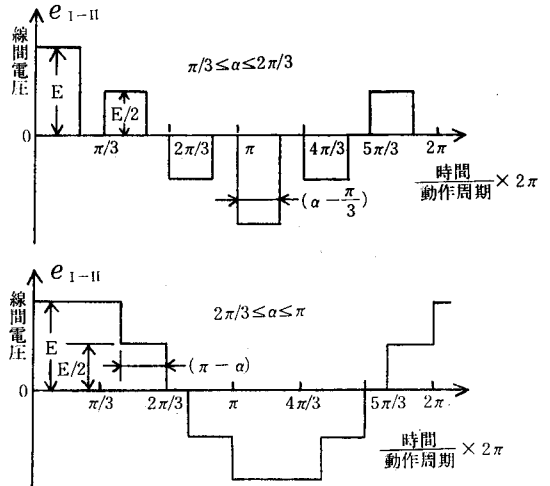 e I-II
線間電圧
E
E/2
π/3≤α≤2π/3
0
π/3
2π/3
π
4π/3
5π/3
2π
(α-π/3)
時間/動作周期×2π
e I-II
線間電圧
E
E/2
2π/3≤α≤π
(π-α)
0
π/3
2π/3
π
4π/3
5π/3
2π
時間/動作周期×2π